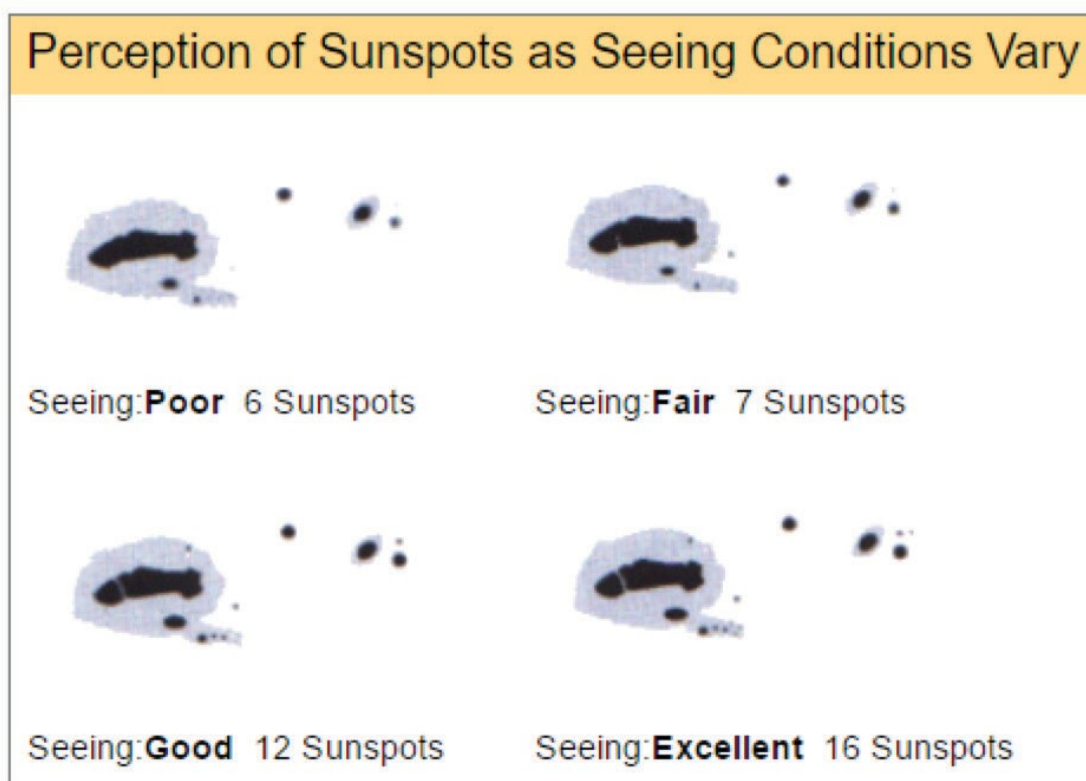 Perception of Sunspots as Seeing Conditions Vary
Seeing:Poor 6 Sunspots
Seeing:Fair 7 Sunspots
Seeing:Good 12 Sunspots
Seeing:Excellent 16 Sunspots